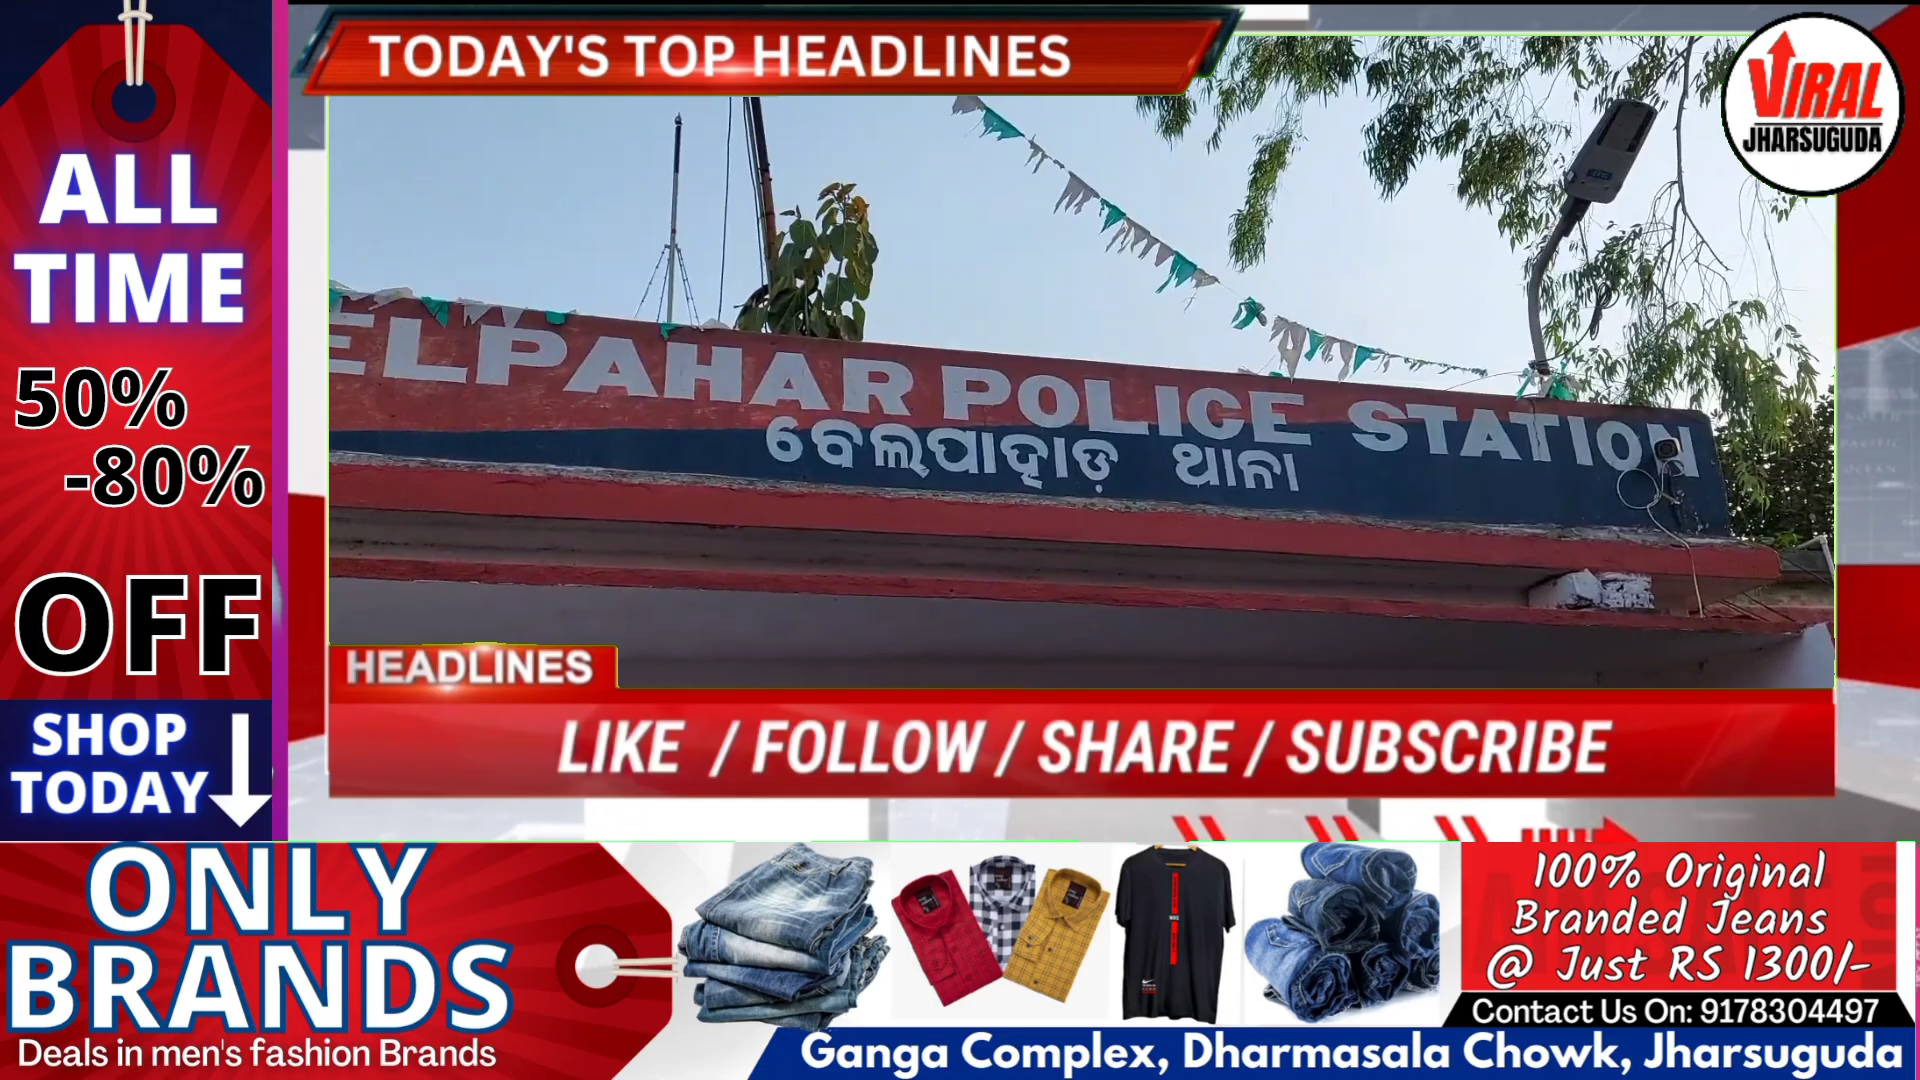 TODAY'S TOP HEADLINES
VIRAL
JHARSUGUDA
ALL
TIME
50%
-80%
OFF
SHOP
TODAY
ELPAHAR POLICE STATION
ବେଲପାହାଡ଼ ଥାନା
HEADLINES
LIKE / FOLLOW / SHARE / SUBSCRIBE
ONLY
BRANDS
Deals in men's fashion Brands
100% Original
Branded Jeans
@ Just RS 1300/-
Contact Us On: 9178304497
Ganga Complex, Dharmasala Chowk, Jharsuguda